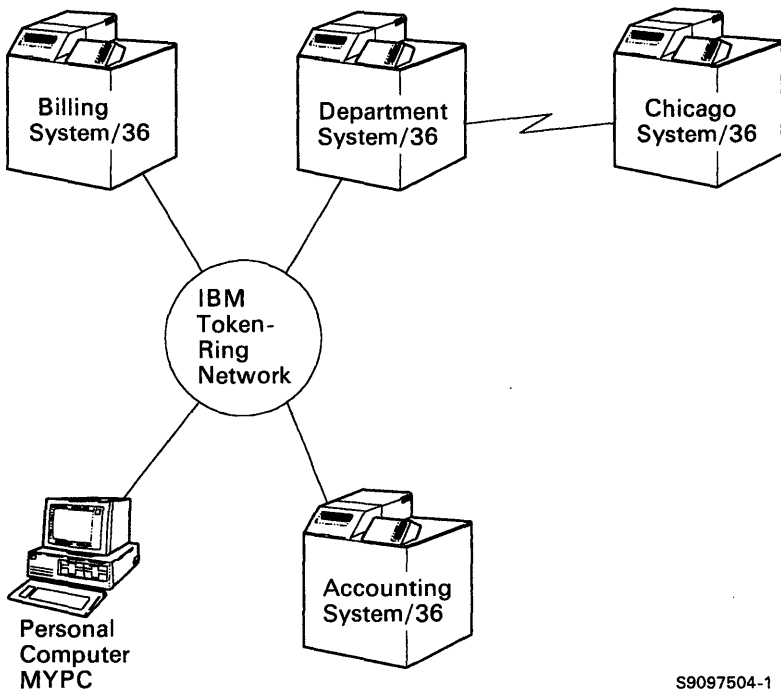 Billing
System/36
Department
System/36
Chicago
System/36
IBM
Token-
Ring
Network
Personal
Computer
MYPC
Accounting
System/36
S9097504-1